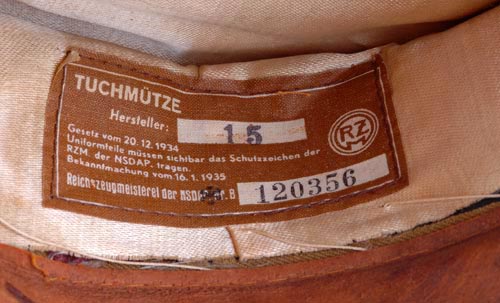 TUCHMÜTZE
Hersteller: 15
Gesetz vom 20.12.1934
Uniformteile müssen sichtbar das Schutzzeichen der
RZM der NSDAP. tragen.
Bekanntmachung vom 16.1.1935
Reichszeugmeisterei der NSDAP. B 120356
RZM